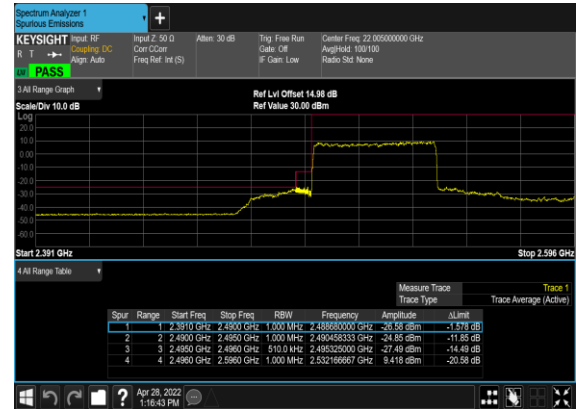 Spectrum Analyzer 1
Spurious Emissions
KEYSIGHT Input: RF Input Z: 50 Ω Atten: 30 dB Trig: Free Run Center Freq: 22.005000000 GHz
R T Coupling: DC Corr CCorr Gate: Off Avg|Hold: 100/100
Align: Auto Freq Ref: Int (S) IF Gain: Low Radio Std: None
PASS
3 All Range Graph
Ref Lvl Offset 14.98 dB
Scale/Div 10.0 dB Ref Value 30.00 dBm
Log
20.0
10.0
0.00
-10.0
-20.0
-30.0
-40.0
-50.0
-60.0
Start 2.391 GHz Stop 2.596 GHz
4 All Range Table
Measure Trace Trace 1
Trace Type Trace Average (Active)
Spur Range Start Freq Stop Freq RBW Frequency Amplitude ΔLimit
1 1 2.3910 GHz 2.4900 GHz 1.000 MHz 2.488680000 GHz -26.58 dBm -1.578 dB
2 2 2.4900 GHz 2.4950 GHz 1.000 MHz 2.490458333 GHz -24.85 dBm -11.85 dB
3 3 2.4950 GHz 2.4960 GHz 510.0 kHz 2.495325000 GHz -27.49 dBm -14.49 dB
4 4 2.4960 GHz 2.5960 GHz 1.000 MHz 2.532166667 GHz 9.418 dBm -20.58 dB
Apr 28, 2022
1:16:43 PM